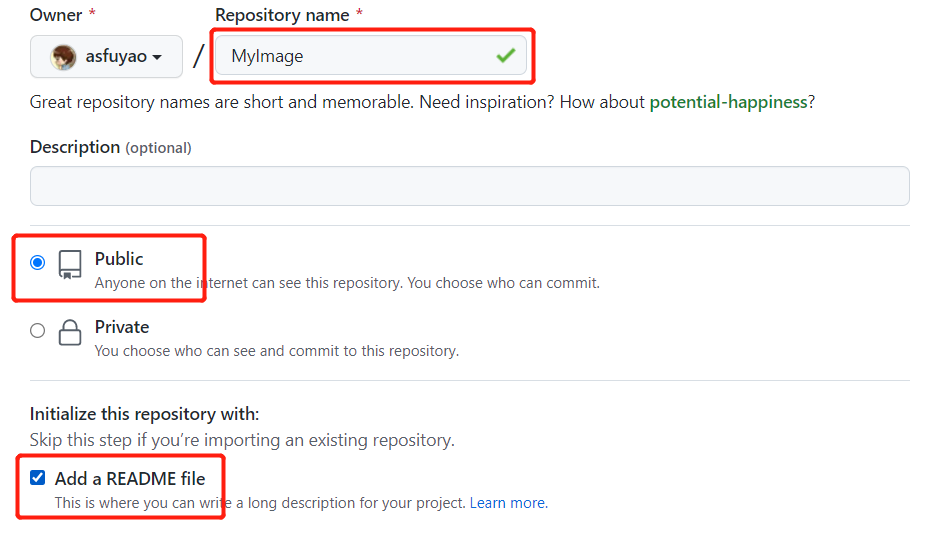 Owner * Repository name *
asfuyao / MyImage
Great repository names are short and memorable. Need inspiration? How about potential-happiness?
Description (optional)
Public
Anyone on the internet can see this repository. You choose who can commit.
Private
You choose who can see and commit to this repository.
Initialize this repository with:
Skip this step if you’re importing an existing repository.
Add a README file
This is where you can write a long description for your project. Learn more.